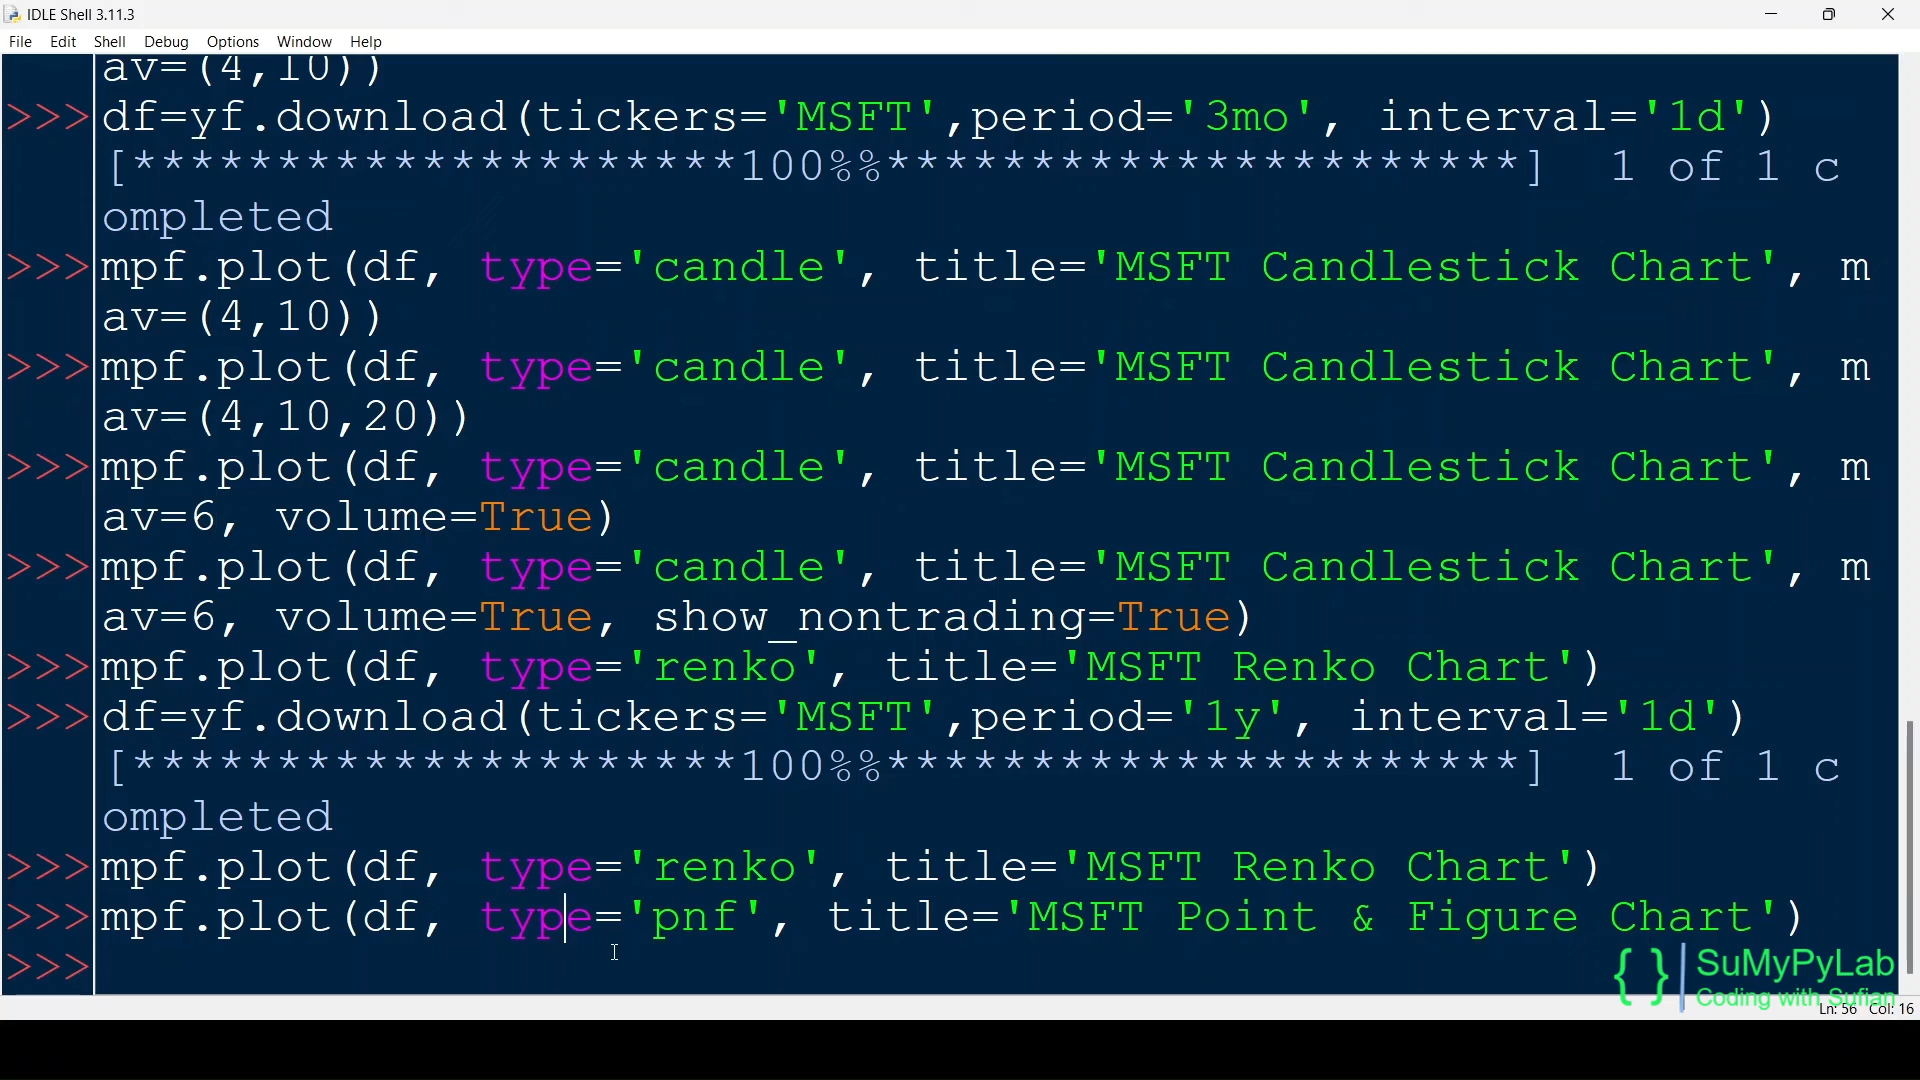 IDLE Shell 3.11.3
File Edit Shell Debug Options Window Help
av=(4,10))
>>> df=yf.download(tickers='MSFT',period='3mo', interval='1d')
[*********************100%%**********************]  1 of 1 c
ompleted
>>> mpf.plot(df, type='candle', title='MSFT Candlestick Chart', m
av=(4,10))
>>> mpf.plot(df, type='candle', title='MSFT Candlestick Chart', m
av=(4,10,20))
>>> mpf.plot(df, type='candle', title='MSFT Candlestick Chart', m
av=6, volume=True)
>>> mpf.plot(df, type='candle', title='MSFT Candlestick Chart', m
av=6, volume=True, show_nontrading=True)
>>> mpf.plot(df, type='renko', title='MSFT Renko Chart')
>>> df=yf.download(tickers='MSFT',period='1y', interval='1d')
[*********************100%%**********************]  1 of 1 c
ompleted
>>> mpf.plot(df, type='renko', title='MSFT Renko Chart')
>>> mpf.plot(df, type='pnf', title='MSFT Point & Figure Chart')
>>>
{ } SuMyPyLab
Coding with Sufian
Ln: 56 Col: 16